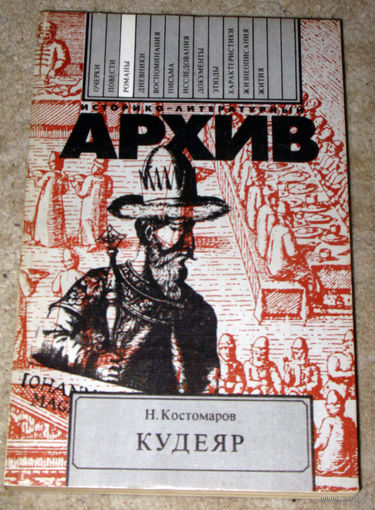 ОЧЕРКИ
ПОВЕСТИ
РОМАНЫ
ДНЕВНИКИ
ВОСПОМИНАНИЯ
ПИСЬМА
ИССЛЕДОВАНИЯ
ДОКУМЕНТЫ
ЭТЮДЫ
ХАРАКТЕРИСТИКИ
ЖИЗНЕОПИСАНИЯ
ЖИТИЯ
ИСТОРИКО-ЛИТЕРАТУРНЫЙ
АРХИВ
Н. Костомаров
КУДЕЯР